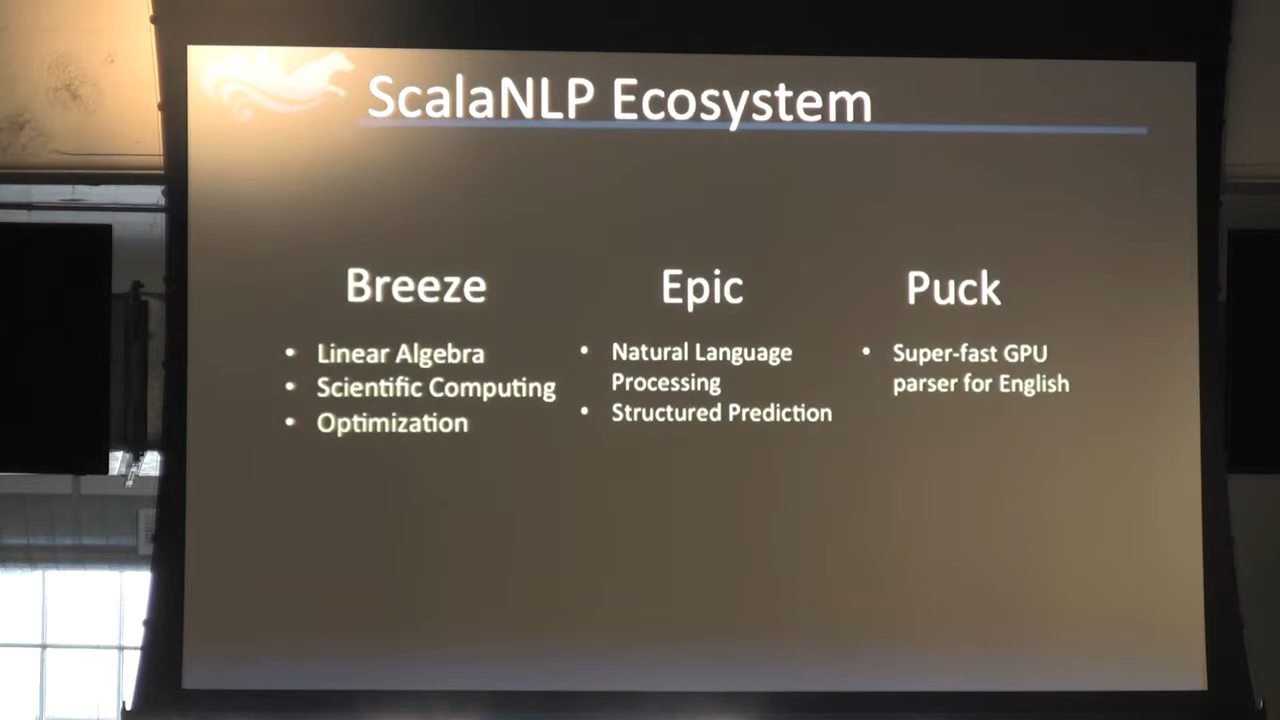 ScalaNLP Ecosystem
Breeze
• Linear Algebra
• Scientific Computing
• Optimization
Epic
• Natural Language
Processing
• Structured Prediction
Puck
• Super-fast GPU
parser for English